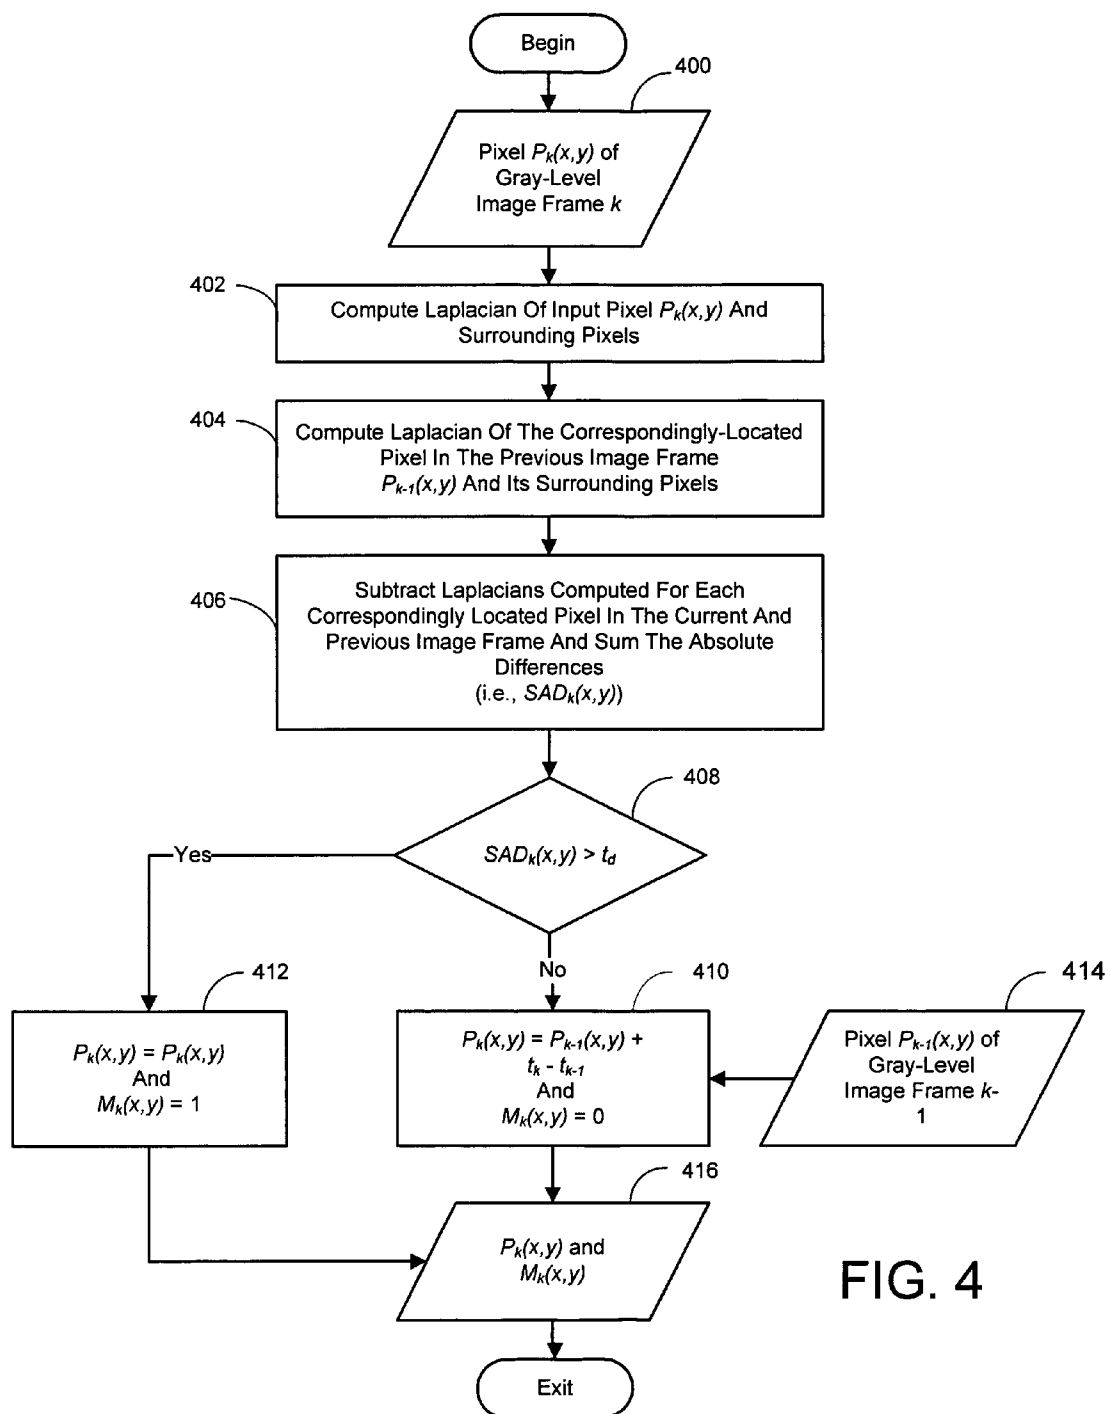 Begin
400
Pixel Pk(x,y) of
Gray-Level
Image Frame k
402
Compute Laplacian Of Input Pixel Pk(x,y) And
Surrounding Pixels
404
Compute Laplacian Of The Correspondingly-Located
Pixel In The Previous Image Frame
Pk-1(x,y) And Its Surrounding Pixels
406
Subtract Laplacians Computed For Each
Correspondingly Located Pixel In The Current And
Previous Image Frame And Sum The Absolute
Differences
(i.e., SADk(x,y))
408
SADk(x,y) > td
Yes
No
412
Pk(x,y) = Pk(x,y)
And
Mk(x,y) = 1
410
Pk(x,y) = Pk-1(x,y) +
tk - tk-1
And
Mk(x,y) = 0
414
Pixel Pk-1(x,y) of
Gray-Level
Image Frame k-
1
416
Pk(x,y) and
Mk(x,y)
FIG. 4
Exit